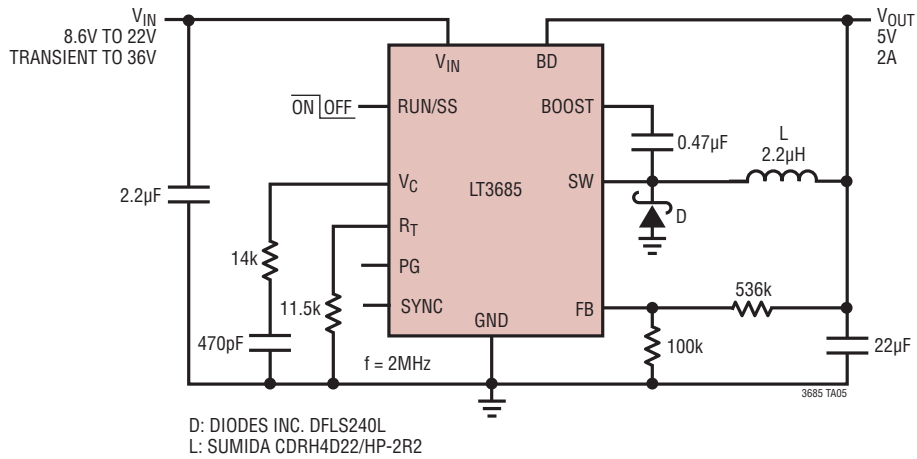 VIN
8.6V TO 22V
TRANSIENT TO 36V
VOUT
5V
2A
VIN
BD
ON OFF
RUN/SS
BOOST
0.47µF
L
2.2µH
2.2µF
VC
LT3685
SW
D
RT
14k
PG
536k
11.5k
SYNC
FB
GND
470pF
f = 2MHz
100k
22µF
3685 TA05
D: DIODES INC. DFLS240L
L: SUMIDA CDRH4D22/HP-2R2